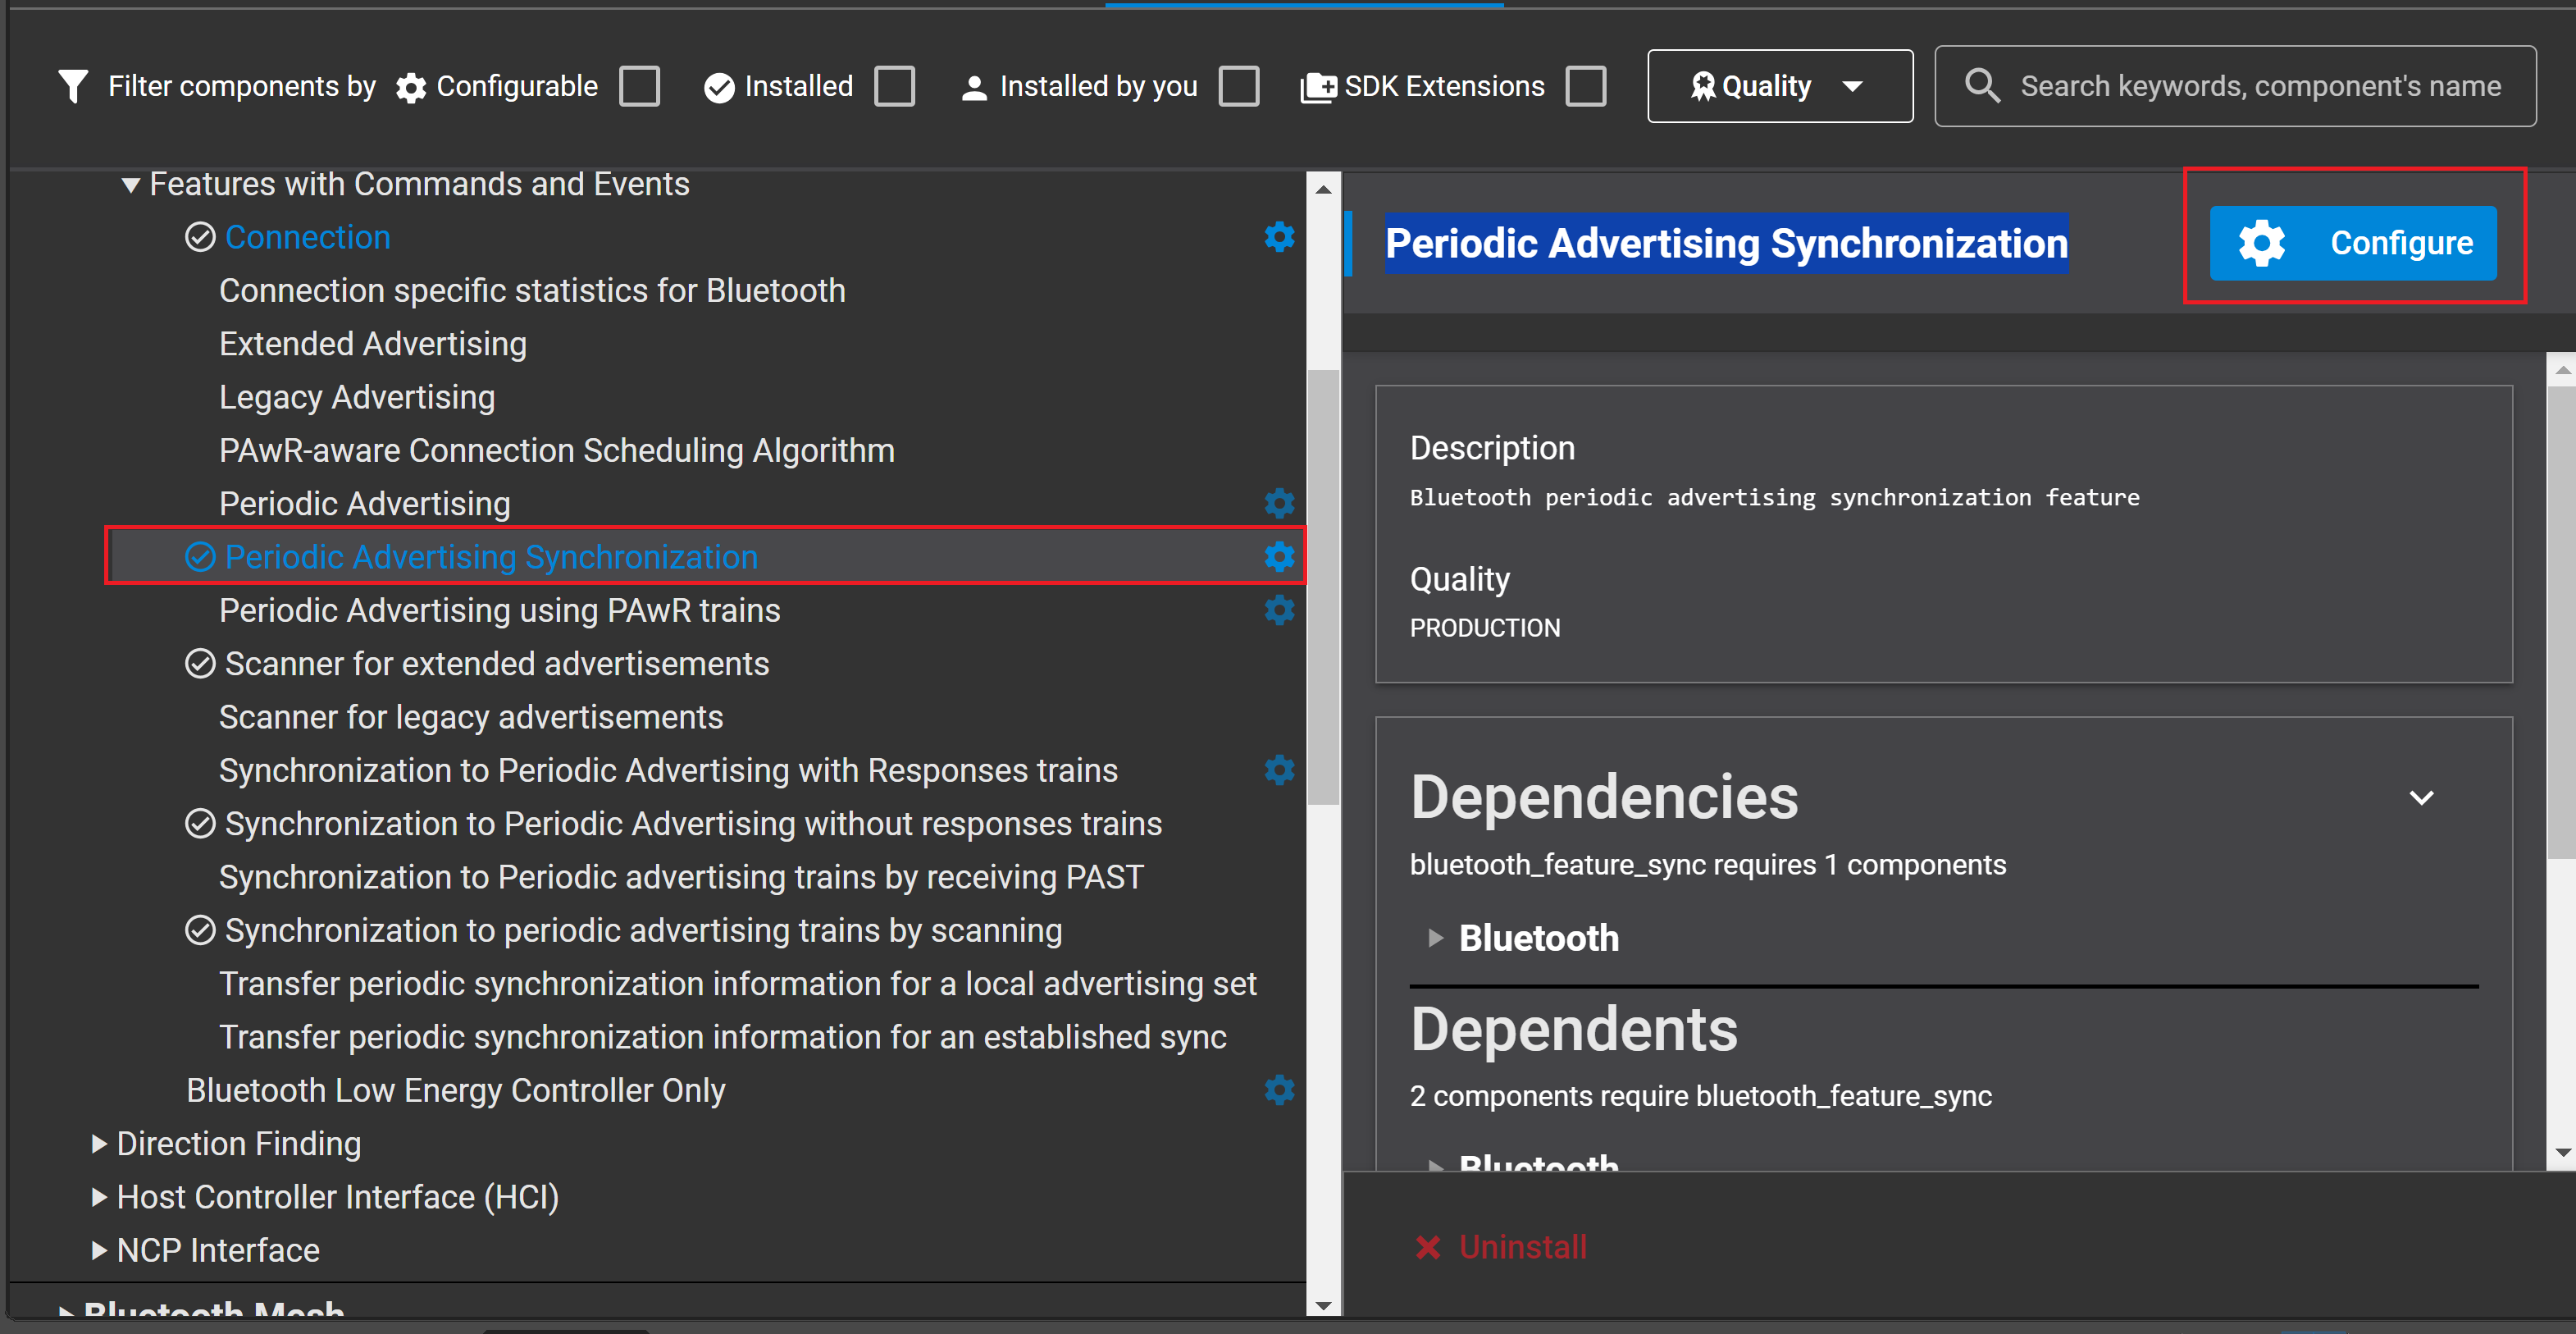 Filter components by Configurable Installed Installed by you SDK Extensions Quality Search keywords, component's name
Features with Commands and Events
Connection
Connection specific statistics for Bluetooth
Extended Advertising
Legacy Advertising
PAwR-aware Connection Scheduling Algorithm
Periodic Advertising
Periodic Advertising Synchronization
Periodic Advertising using PAwR trains
Scanner for extended advertisements
Scanner for legacy advertisements
Synchronization to Periodic Advertising with Responses trains
Synchronization to Periodic Advertising without responses trains
Synchronization to Periodic advertising trains by receiving PAST
Synchronization to periodic advertising trains by scanning
Transfer periodic synchronization information for a local advertising set
Transfer periodic synchronization information for an established sync
Bluetooth Low Energy Controller Only
Direction Finding
Host Controller Interface (HCI)
NCP Interface
Bluetooth Mesh
Periodic Advertising Synchronization
Configure
Description
Bluetooth periodic advertising synchronization feature
Quality
PRODUCTION
Dependencies
bluetooth_feature_sync requires 1 components
Bluetooth
Dependents
2 components require bluetooth_feature_sync
Bluetooth
Uninstall